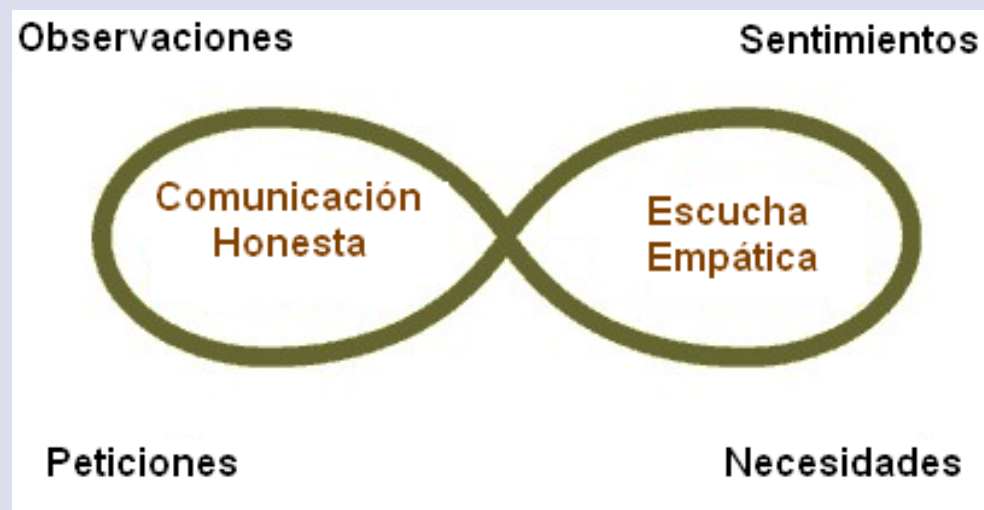 Observaciones
Sentimientos
Comunicación
Honesta
Escucha
Empática
Peticiones
Necesidades